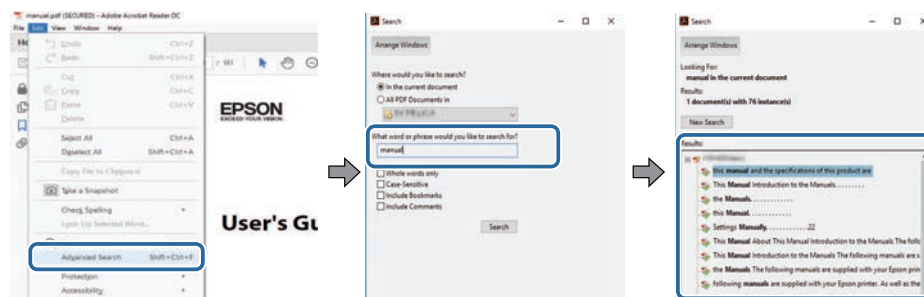 manual.pdf (SECURED) - Adobe Acrobat Reader DC
File Edit View Window Help
Undo Ctrl+Z
Redo Shift+Ctrl+Z
Cut Ctrl+X
Copy Ctrl+C
Paste Ctrl+V
Delete
Select All Ctrl+A
Deselect All Shift+Ctrl+A
Copy File to Clipboard
Take a Snapshot
Check Spelling
Look Up Selected Word...
Advanced Search Shift+Ctrl+F
Protection
Accessibility
/ 181
EPSON
EXCEED YOUR VISION
User's Gu
Search
Arrange Windows
Where would you like to search?
In the current document
All PDF Documents in
What word or phrase would you like to search for?
manual
Whole words only
Case-Sensitive
Include Bookmarks
Include Comments
Search
Search
Arrange Windows
Looking For:
manual in the current document
Results:
1 document(s) with 76 instance(s)
New Search
Results:
this manual and the specifications of this product are
This Manual Introduction to the Manuals. . . . . . . . .
the Manuals. . . . . . . . . . . . .
this Manual. . . . . . . . . . . . .
Settings Manually. . . . . . . . . . . . .22
This Manual About This Manual Introduction to the Manuals The follo
This Manual Introduction to the Manuals The following manuals are s
the Manuals The following manuals are supplied with your Epson prin
following manuals are supplied with your Epson printer. As well as the